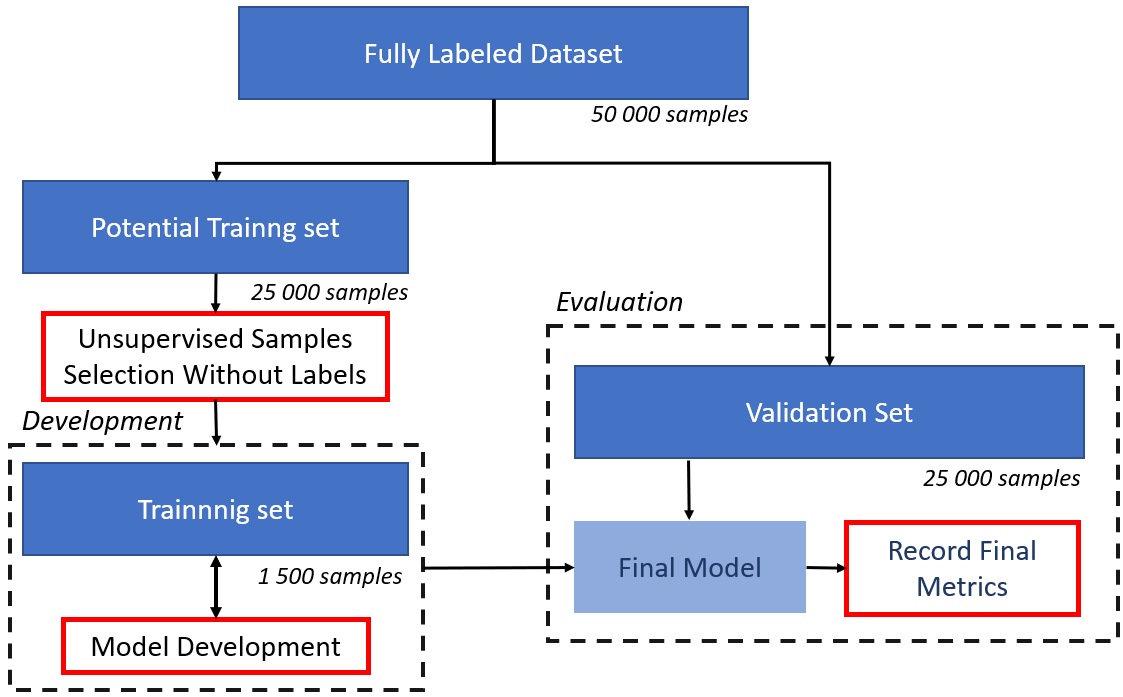 Fully Labeled Dataset
50 000 samples
Potential Trainng set
25 000 samples
Unsupervised Samples
Selection Without Labels
Development
Trainnnig set
1 500 samples
Model Development
Evaluation
Validation Set
25 000 samples
Final Model
Record Final
Metrics